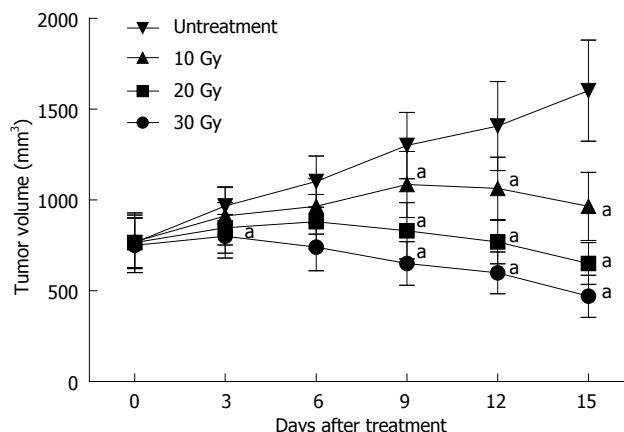 2000
1500
1000
500
0
Tumor volume (mm³)
Untreatment
10 Gy
20 Gy
30 Gy
a
a
a
a
a
a
a
a
a
a
0 3 6 9 12 15
Days after treatment